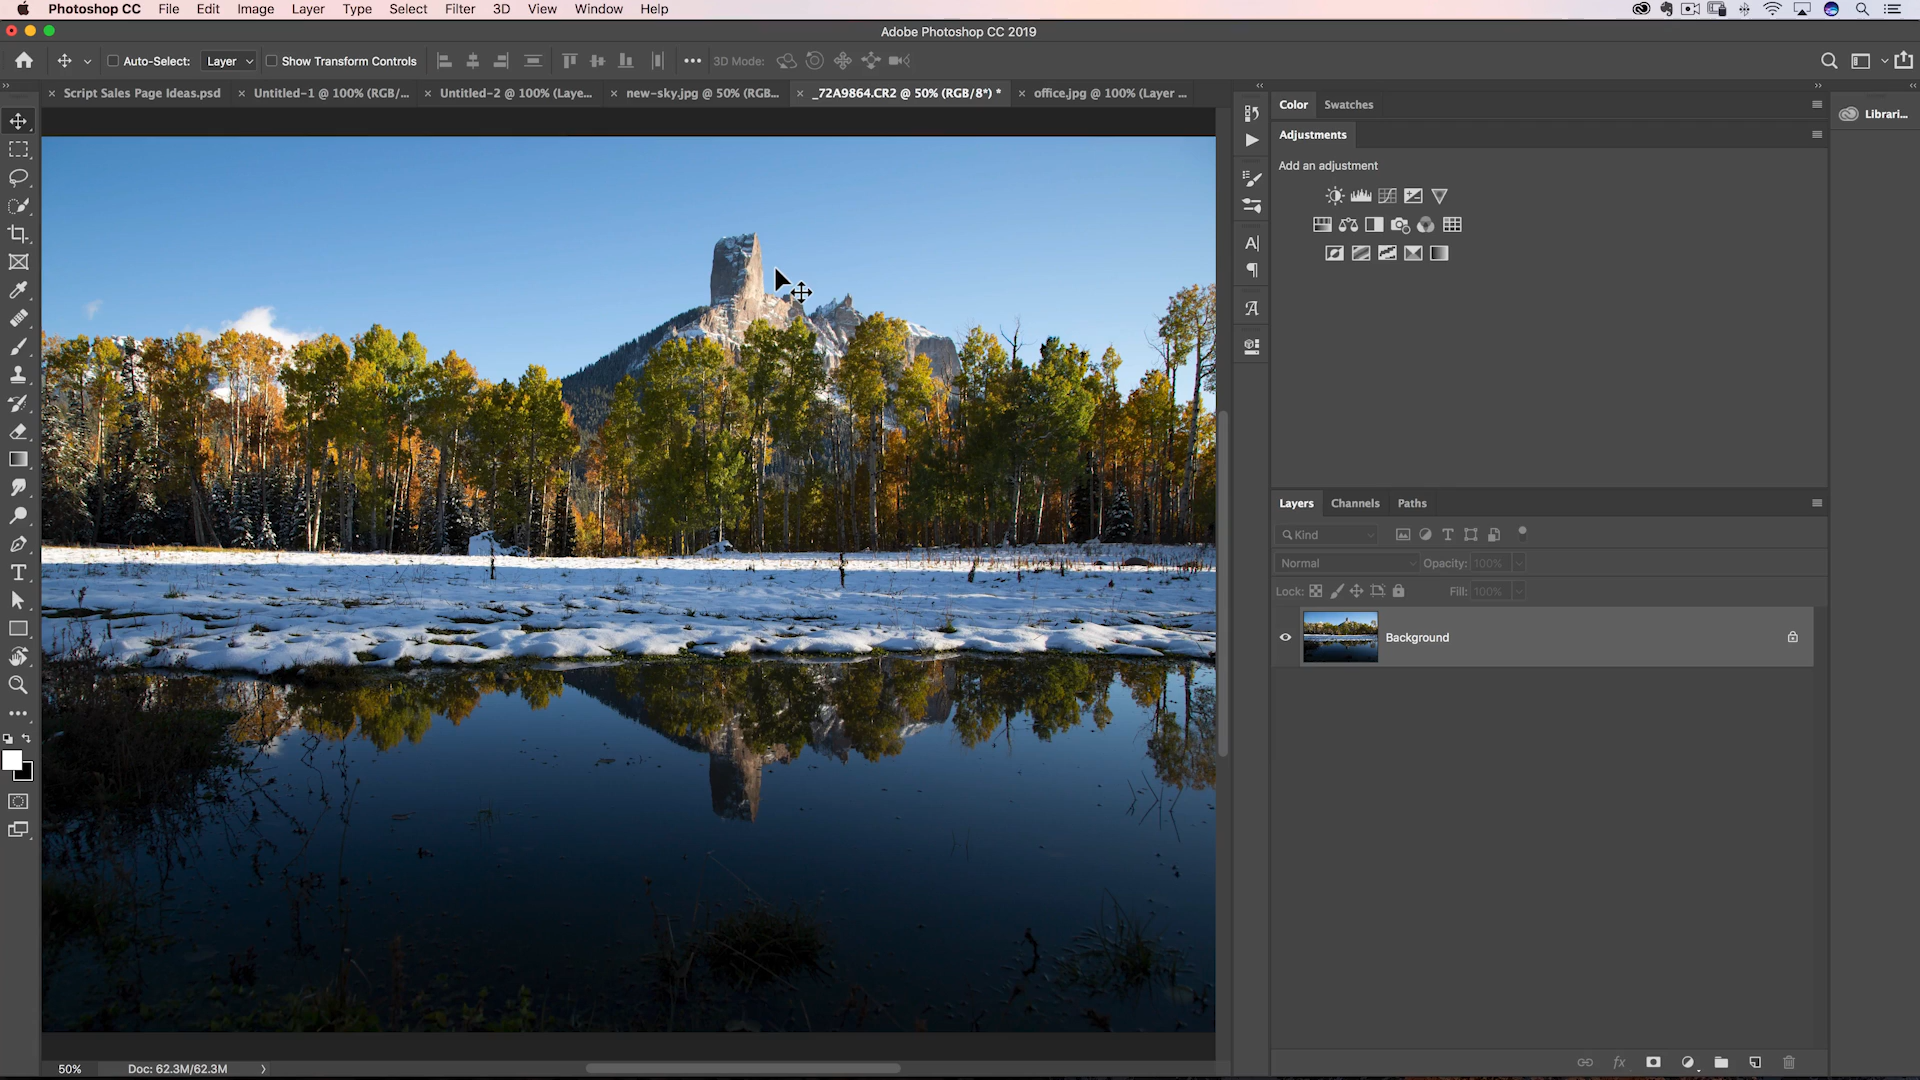 Photoshop CC File Edit Image Layer Type Select Filter 3D View Window Help
Adobe Photoshop CC 2019
Auto-Select: Layer Show Transform Controls 3D Mode:
Script Sales Page Ideas.psd Untitled-1 @ 100% (RGB/... Untitled-2 @ 100% (Laye... new-sky.jpg @ 50% (RGB... _72A9864.CR2 @ 50% (RGB/8*) * office.jpg @ 100% (Layer ...
Color Swatches
Librari...
Adjustments
Add an adjustment
Layers Channels Paths
Kind
Normal Opacity: 100%
Lock: Fill: 100%
Background
50% Doc: 62.3M/62.3M